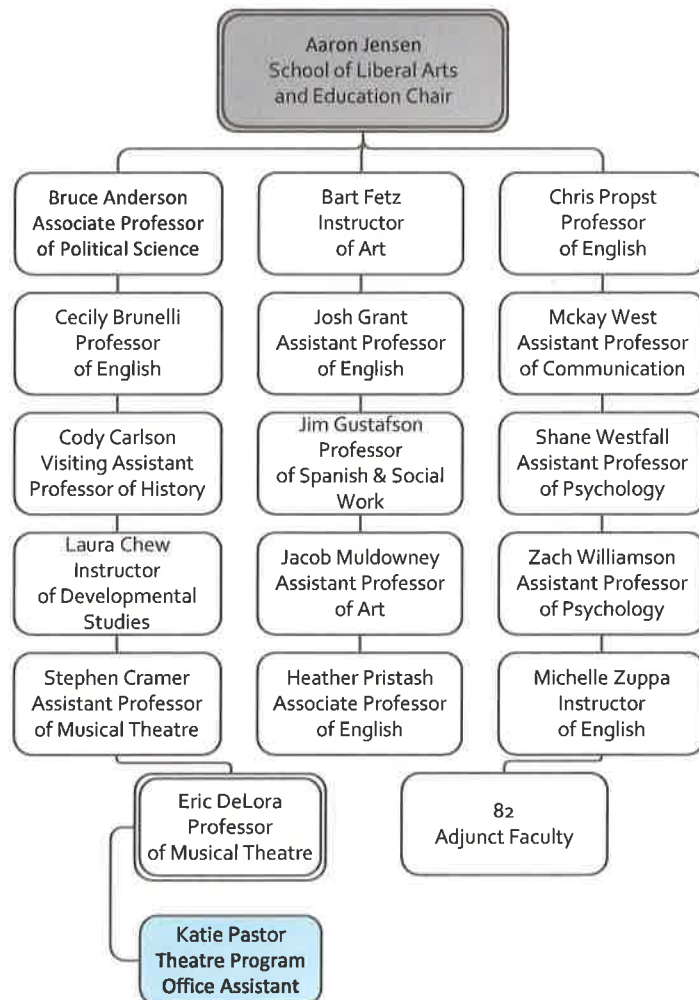 Aaron Jensen
School of Liberal Arts
and Education Chair
Bruce Anderson
Associate Professor
of Political Science
Bart Fetz
Instructor
of Art
Chris Propst
Professor
of English
Cecily Brunelli
Professor
of English
Josh Grant
Assistant Professor
of English
Mckay West
Assistant Professor
of Communication
Cody Carlson
Visiting Assistant
Professor of History
Jim Gustafson
Professor
of Spanish & Social
Work
Shane Westfall
Assistant Professor
of Psychology
Laura Chew
Instructor
of Developmental
Studies
Jacob Muldowney
Assistant Professor
of Art
Zach Williamson
Assistant Professor
of Psychology
Stephen Cramer
Assistant Professor
of Musical Theatre
Heather Pristash
Associate Professor
of English
Michelle Zuppa
Instructor
of English
Eric DeLora
Professor
of Musical Theatre
82
Adjunct Faculty
Katie Pastor
Theatre Program
Office Assistant